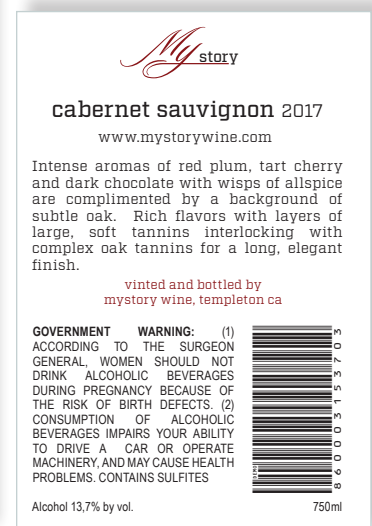 My story
cabernet sauvignon 2017
www.mystorywine.com
Intense aromas of red plum, tart cherry
and dark chocolate with wisps of allspice
are complimented by a background of
subtle oak.  Rich flavors with layers of
large, soft tannins interlocking with
complex oak tannins for a long, elegant
finish.
vinted and bottled by
mystory wine, templeton ca
GOVERNMENT WARNING: (1)
ACCORDING TO THE SURGEON
GENERAL, WOMEN SHOULD NOT
DRINK ALCOHOLIC BEVERAGES
DURING PREGNANCY BECAUSE OF
THE RISK OF BIRTH DEFECTS. (2)
CONSUMPTION OF ALCOHOLIC
BEVERAGES IMPAIRS YOUR ABILITY
TO DRIVE A CAR OR OPERATE
MACHINERY, AND MAY CAUSE HEALTH
PROBLEMS. CONTAINS SULFITES
860003153703
Alcohol 13,7% by vol.
750ml